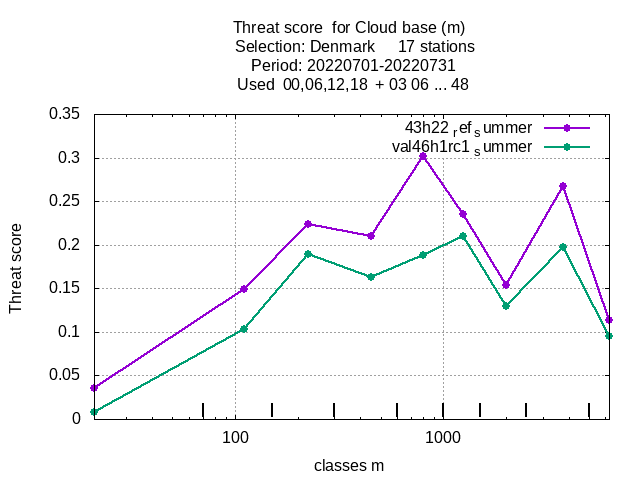 Threat score  for Cloud base (m)
Selection: Denmark     17 stations
Period: 20220701-20220731
Used  00,06,12,18  + 03 06 ... 48
0.35
0.3
0.25
0.2
0.15
0.1
0.05
0
Threat score
43h22 refsummer
val46h1rc1 summer
100
1000
classes m